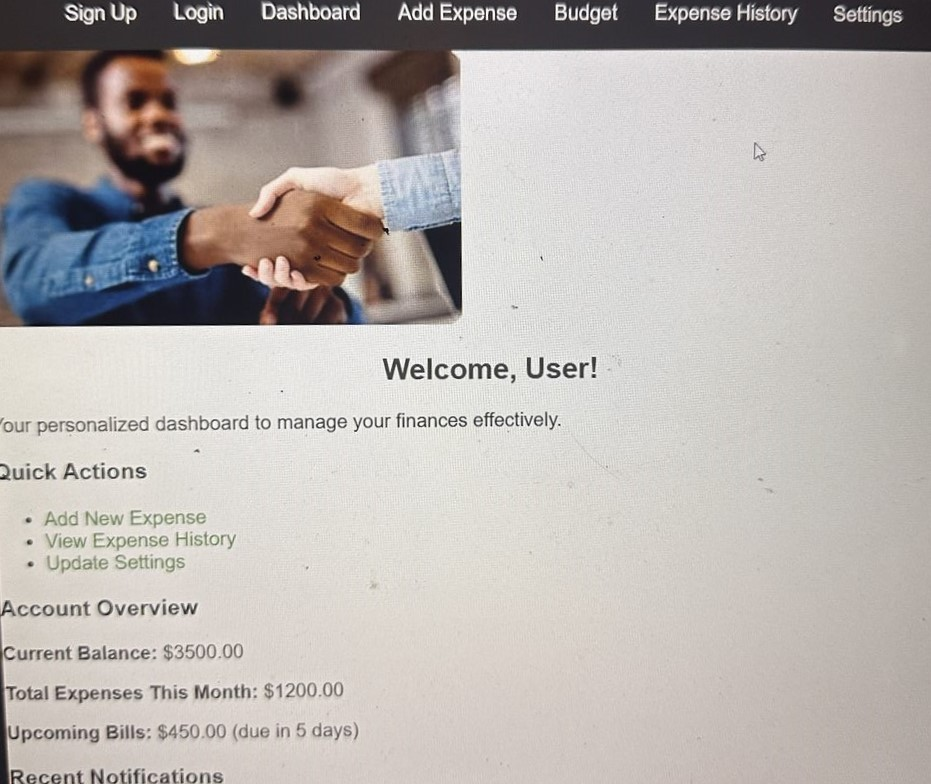 Sign Up Login Dashboard Add Expense Budget Expense History Settings
Welcome, User!
Your personalized dashboard to manage your finances effectively.
Quick Actions
• Add New Expense
• View Expense History
• Update Settings
Account Overview
Current Balance: $3500.00
Total Expenses This Month: $1200.00
Upcoming Bills: $450.00 (due in 5 days)
Recent Notifications